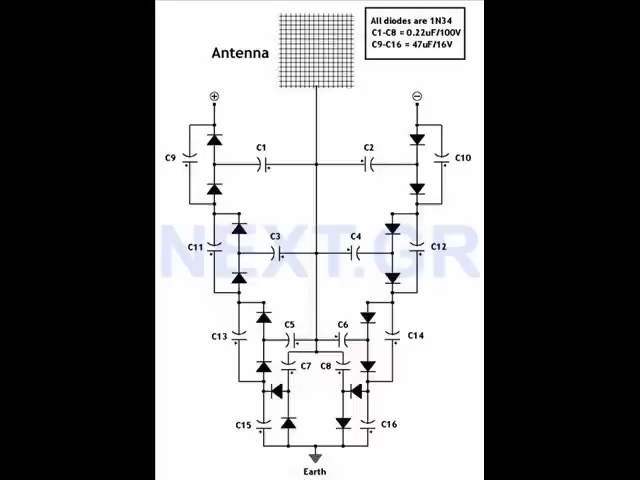 All diodes are 1N34
C1-C8 = 0.22uF/100V
C9-C16 = 47uF/16V
Antenna
+
−
C1
C2
C9
C10
C3
C4
C11
C12
NEXT.GR
C5
C6
C13
C14
C7
C8
C15
C16
Earth